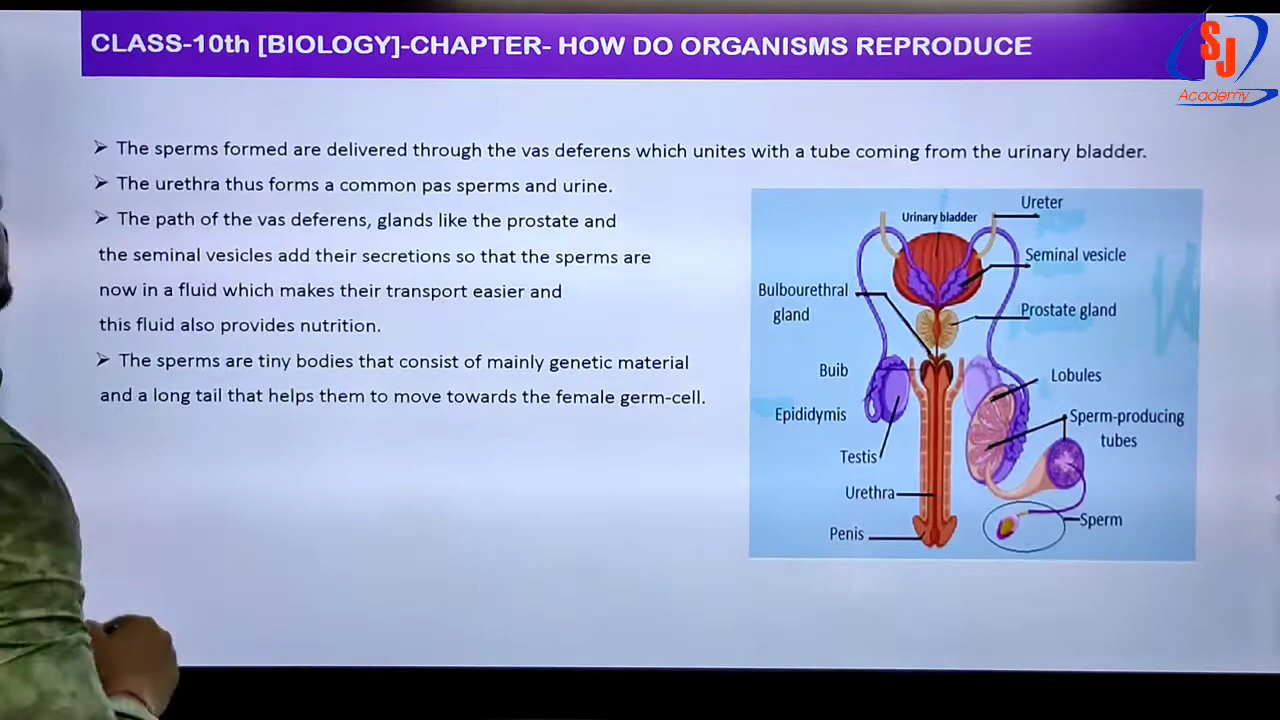 CLASS-10th [BIOLOGY]-CHAPTER- HOW DO ORGANISMS REPRODUCE
SJ
Academy
➢ The sperms formed are delivered through the vas deferens which unites with a tube coming from the urinary bladder.
➢ The urethra thus forms a common pas sperms and urine.
➢ The path of the vas deferens, glands like the prostate and
the seminal vesicles add their secretions so that the sperms are
now in a fluid which makes their transport easier and
this fluid also provides nutrition.
➢ The sperms are tiny bodies that consist of mainly genetic material
and a long tail that helps them to move towards the female germ-cell.
Ureter
Urinary bladder
Seminal vesicle
Bulbourethral
gland
Prostate gland
Buib
Lobules
Epididymis
Sperm-producing
tubes
Testis
Urethra
Sperm
Penis